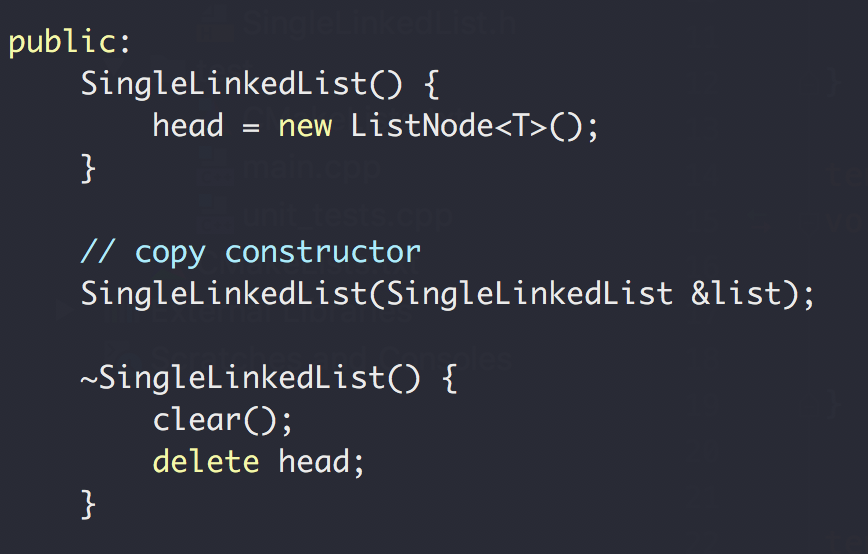 public:
SingleLinkedList() {
head = new ListNode<T>();
}
// copy constructor
SingleLinkedList(SingleLinkedList &list);
~SingleLinkedList() {
clear();
delete head;
}